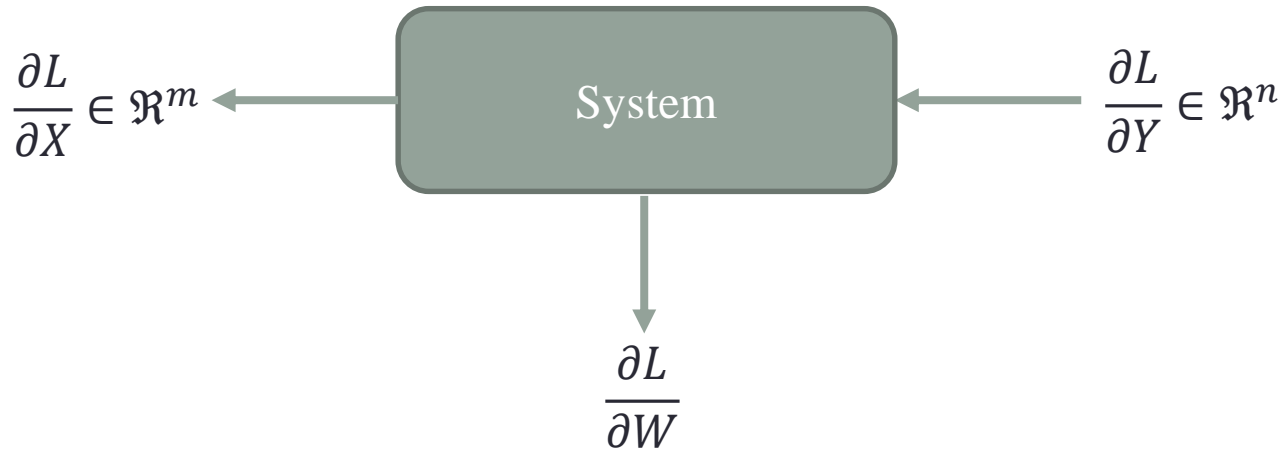 ∂L/∂X ∈ ℜ^m
System
∂L/∂Y ∈ ℜ^n
∂L/∂W